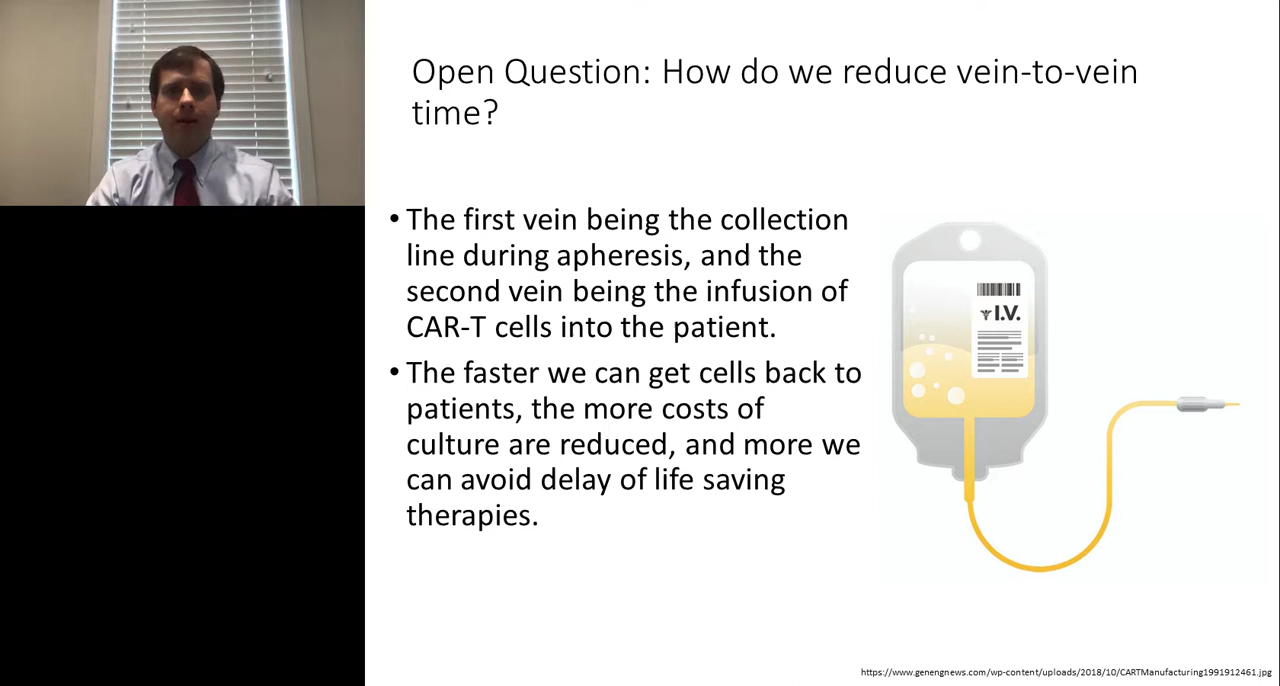 Open Question: How do we reduce vein-to-vein
time?
• The first vein being the collection
line during apheresis, and the
second vein being the infusion of
CAR-T cells into the patient.
• The faster we can get cells back to
patients, the more costs of
culture are reduced, and more we
can avoid delay of life saving
therapies.
I.V.
https://www.genengnews.com/wp-content/uploads/2018/10/CARTManufacturing1991912461.jpg